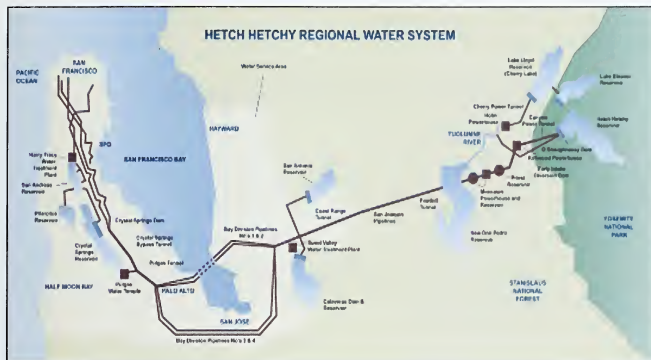 HETCH HETCHY REGIONAL WATER SYSTEM
PACIFIC
OCEAN
SAN
FRANCISCO
Water Service Area
HAYWARD
SAN FRANCISCO BAY
SFO
Harry Tracy
Water
Treatment
Plant
San Andreas
Reservoir
Pilarcitos
Reservoir
Crystal
Springs
Reservoir
Crystal Springs Dam
Crystal
Springs
Bypass Tunnel
Pulgas Tunnel
Pulgas
Water Temple
HALF MOON BAY
PALO ALTO
SAN JOSE
Bay Division Pipelines
No's 1 & 2
Bay Division Pipelines No's 3 & 4
San Antonio
Reservoir
Coast Range
Tunnel
Sunol Valley
Water Treatment Plant
Calaveras Dam &
Reservoir
San Joaquin
Pipelines
Foothill
Tunnel
New Don Pedro Reservoir
Moccasin
Powerhouse and
Reservoir
Priest
Reservoir
TUOLUMNE
RIVER
Cherry Power Tunnel
Holm
Powerhouse
Lake Lloyd
Reservoir
(Cherry Lake)
Canyon
Power Tunnel
Lake Eleanor
Reservoir
Hetch Hetchy
Reservoir
O'Shaughnessy Dam
Kirkwood Powerhouse
Early Intake
Diversion Dam
STANISLAUS
NATIONAL
FOREST
YOSEMITE
NATIONAL
PARK